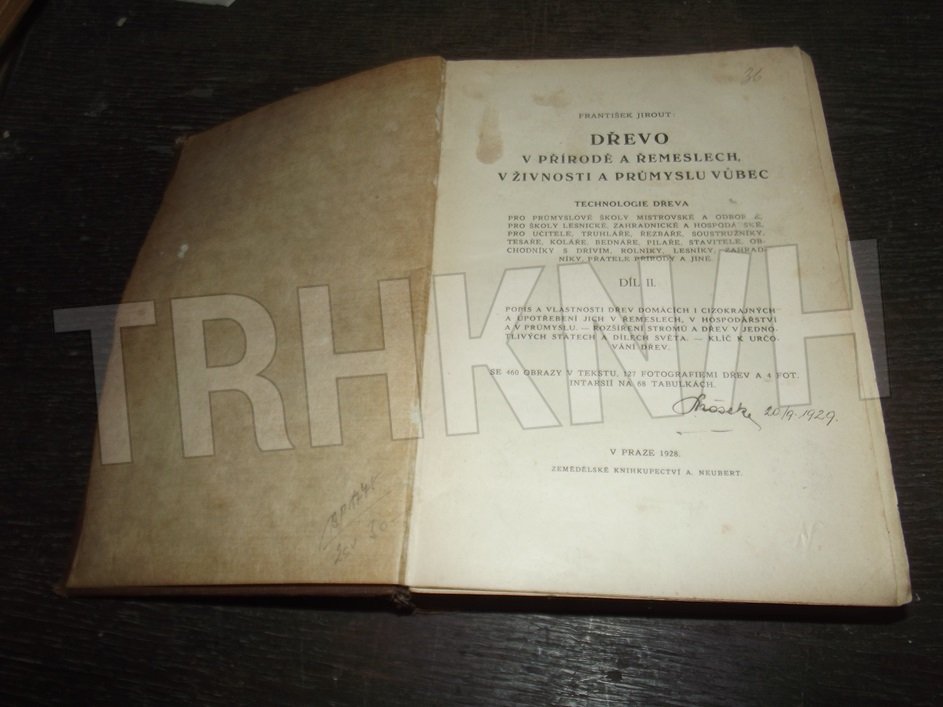 36
FRANTIŠEK JIROUT:
DŘEVO
V PŘÍRODĚ A ŘEMESLECH,
V ŽIVNOSTI A PRŮMYSLU VŮBEC
TECHNOLOGIE DŘEVA
PRO PRŮMYSLOVÉ ŠKOLY MISTROVSKÉ A
PRO ŠKOLY LESNICKÉ, ZAHRADNICKÉ A
PRO UČITELE, TRUHLÁŘE, ŘEZBÁŘE, SOUSTRUŽNÍKY,
TESAŘE, KOLÁŘE, BEDNÁŘE, PILAŘE, STAVITELE, OB-
CHODNÍKY S DŘÍVÍM, ROLNÍKY, LESNÍKY, ZAHRAD-
NÍKY, PŘÁTELE PŘÍRODY A JINÉ.
DÍL II.
POPIS A VLASTNOSTI DŘEV DOMÁCÍCH I CIZOKRAJNÝCH
A UPOTŘEBENÍ JICH V ŘEMESLECH, V HOSPODÁŘSTVÍ
A V PRŮMYSLU. — ROZŠÍŘENÍ STROMŮ A DŘEV V JEDNO-
TLIVÝCH STATECH A DÍLECH SVĚTA. — KLÍČ K URČO-
VÁNÍ DŘEV.
SE 460 OBRAZY V TEXTU, 127 FOTOGRAFIEMI DŘEV A 4 FOT.
INTARSIÍ NA 68 TABULKÁCH.
20/9. 1929.
V PRAZE 1928.
ZEMĚDĚLSKÉ KNIHKUPECTVÍ A. NEUBERT.
TRHKNIH